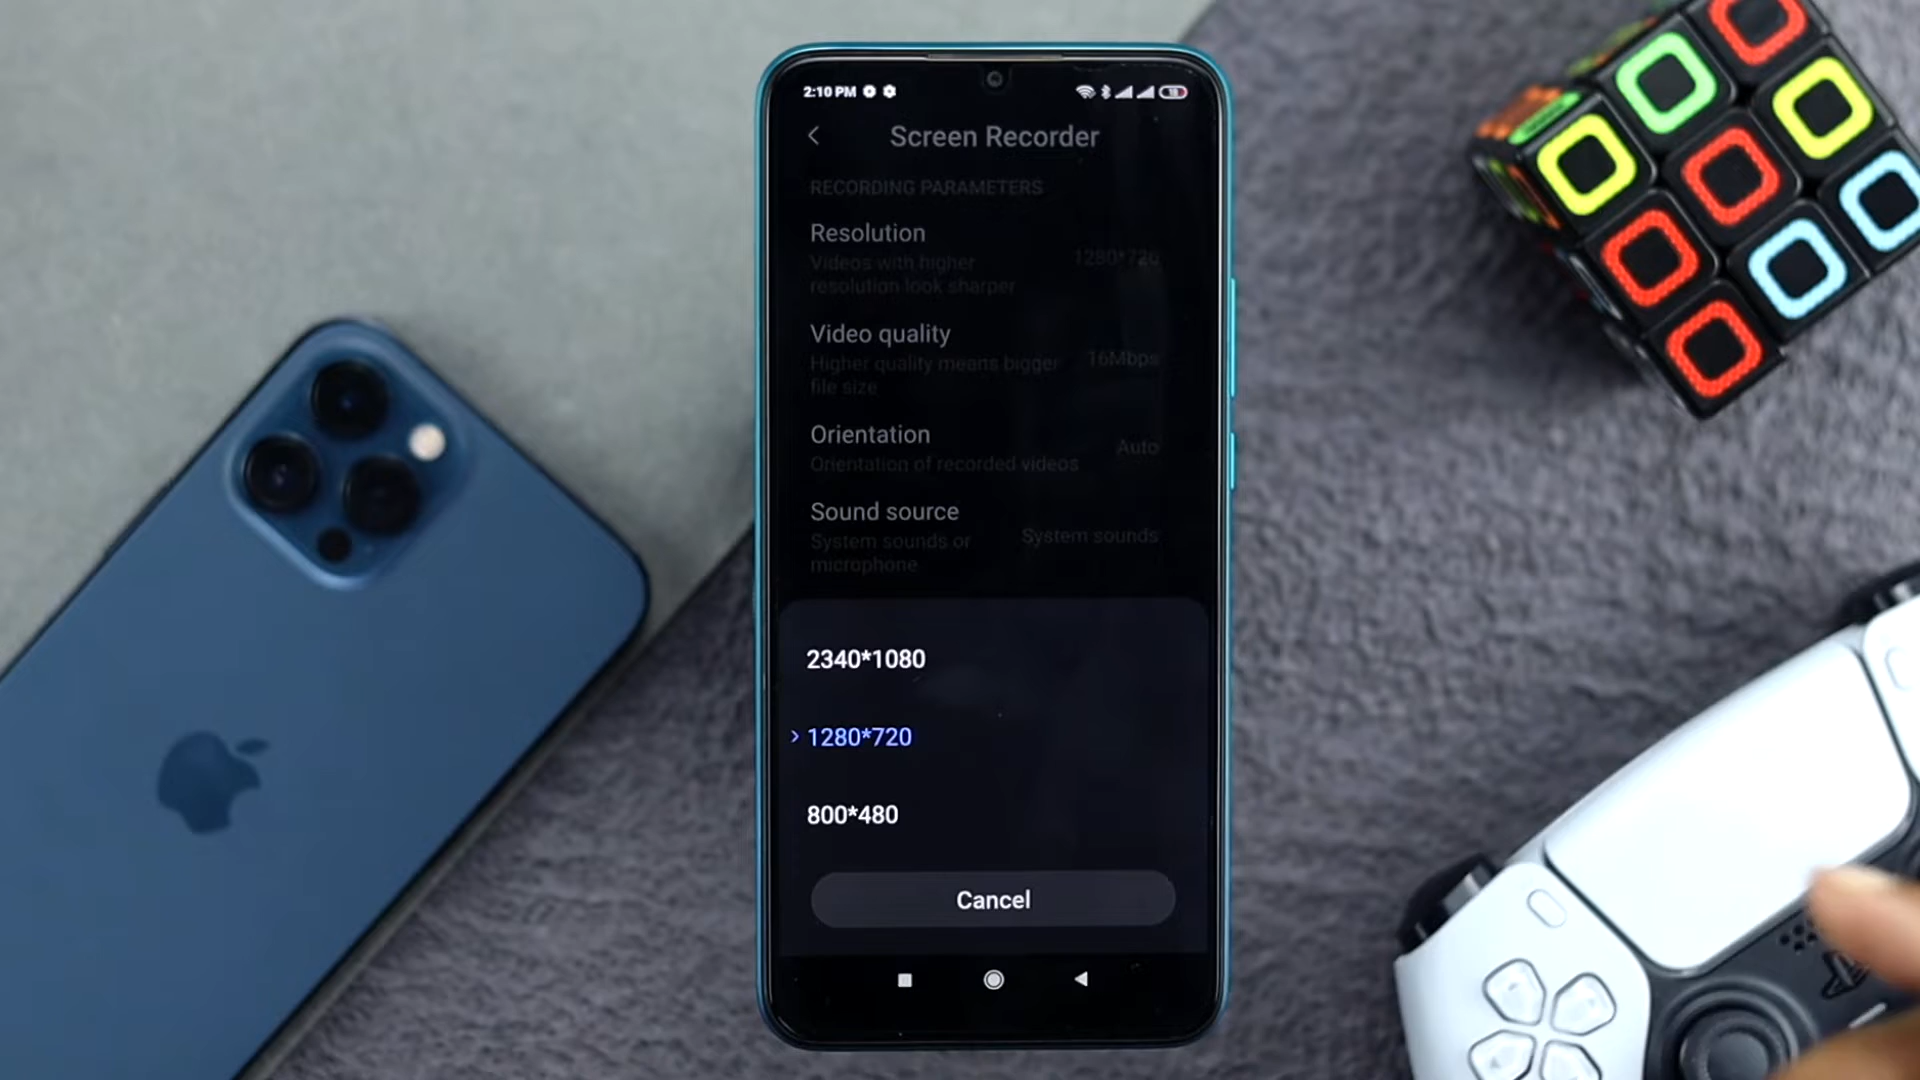 2:10 PM
Screen Recorder
RECORDING PARAMETERS
Resolution
Videos with higher
resolution look sharper
1280*720
Video quality
Higher quality means bigger
file size
16Mbps
Orientation
Orientation of recorded videos
Auto
Sound source
System sounds or
microphone
System sounds
2340*1080
> 1280*720
800*480
Cancel